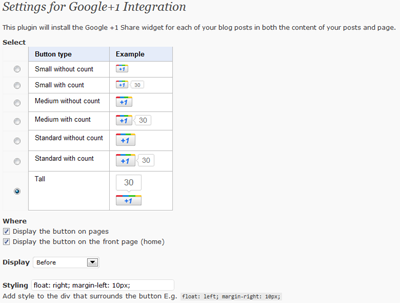 Settings for Google+1 Integration
This plugin will install the Google +1 Share widget for each of your blog posts in both the content of your posts and page.
Select
Button type Example
Small without count +1
Small with count +1 30
Medium without count +1
Medium with count +1 30
Standard without count +1
Standard with count +1 30
Tall 30
+1
Where
Display the button on pages
Display the button on the front page (home)
Display Before
Styling float: right; margin-left: 10px;
Add style to the div that surrounds the button E.g. float: left; margin-right: 10px;